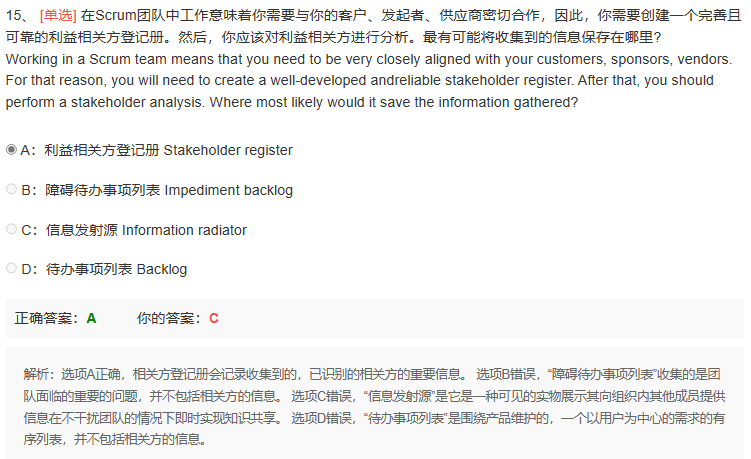 15、 [单选] 在Scrum团队中工作意味着你需要与你的客户、发起者、供应商密切合作，因此，你需要创建一个完善且
可靠的利益相关方登记册。然后，你应该对利益相关方进行分析。最有可能将收集到的信息保存在哪里?
Working in a Scrum team means that you need to be very closely aligned with your customers, sponsors, vendors.
For that reason, you will need to create a well-developed andreliable stakeholder register. After that, you should
perform a stakeholder analysis. Where most likely would it save the information gathered?
A：利益相关方登记册 Stakeholder register
B：障碍待办事项列表 Impediment backlog
C：信息发射源 Information radiator
D：待办事项列表 Backlog
正确答案：A 你的答案：C
解析：选项A正确，相关方登记册会记录收集到的，已识别的相关方的重要信息。 选项B错误，“障碍待办事项列表”收集的是团
队面临的重要的问题，并不包括相关方的信息。 选项C错误，“信息发射源”是它是一种可见的实物展示其向组织内其他成员提供
信息在不干扰团队的情况下即时实现知识共享。 选项D错误，“待办事项列表”是围绕产品维护的，一个以用户为中心的需求的有
序列表，并不包括相关方的信息。